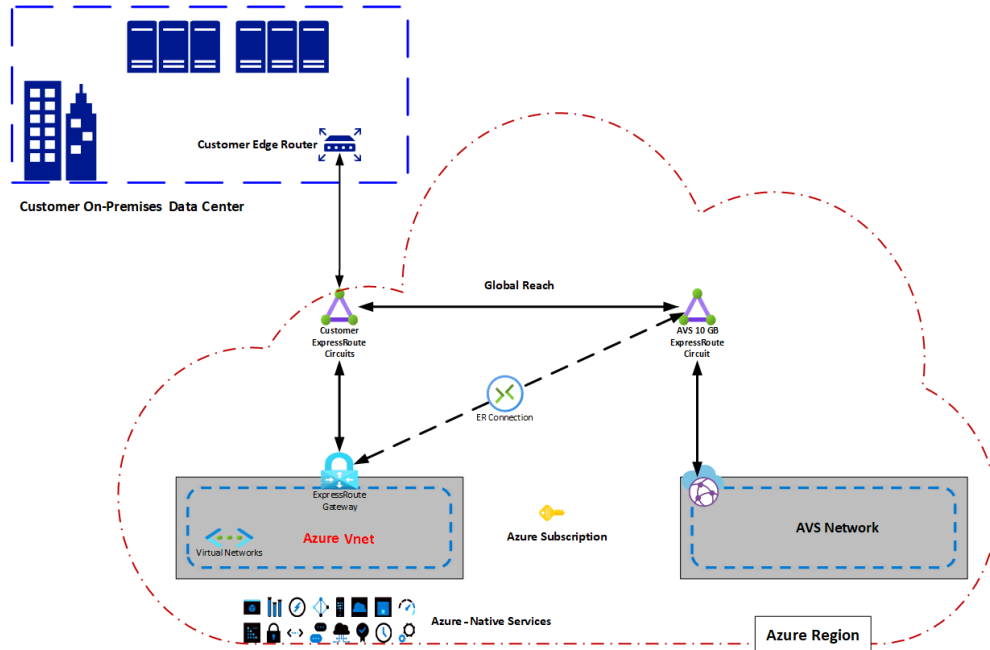 Customer Edge Router
Customer On-Premises Data Center
Global Reach
Customer
ExpressRoute
Circuits
AVS 10 GB
ExpressRoute
Circuit
ER Connection
ExpressRoute
Gateway
Azure Vnet
Virtual Networks
Azure Subscription
AVS Network
Azure-Native Services
Azure Region